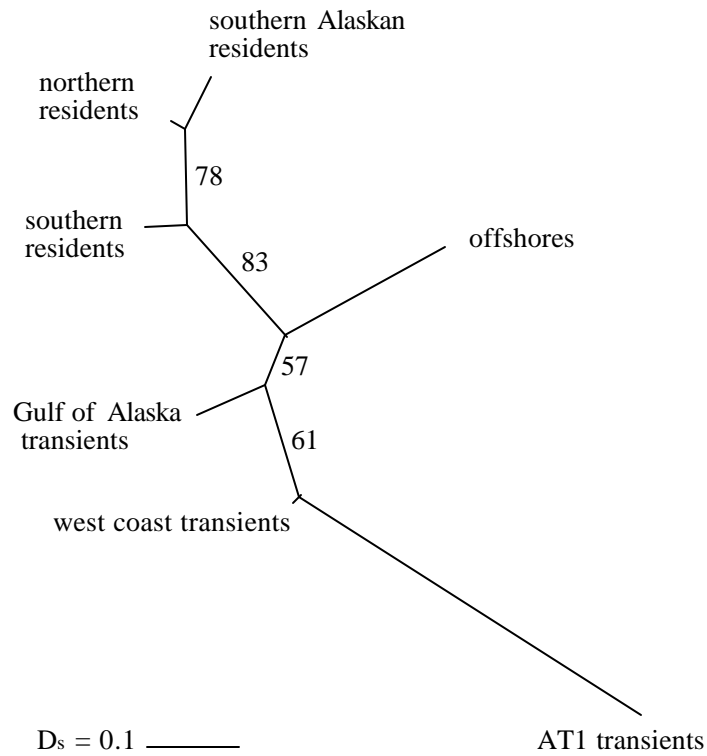 southern Alaskan
residents
northern
residents
78
southern
residents
offshores
83
57
Gulf of Alaska
transients
61
west coast transients
Ds = 0.1
AT1 transients